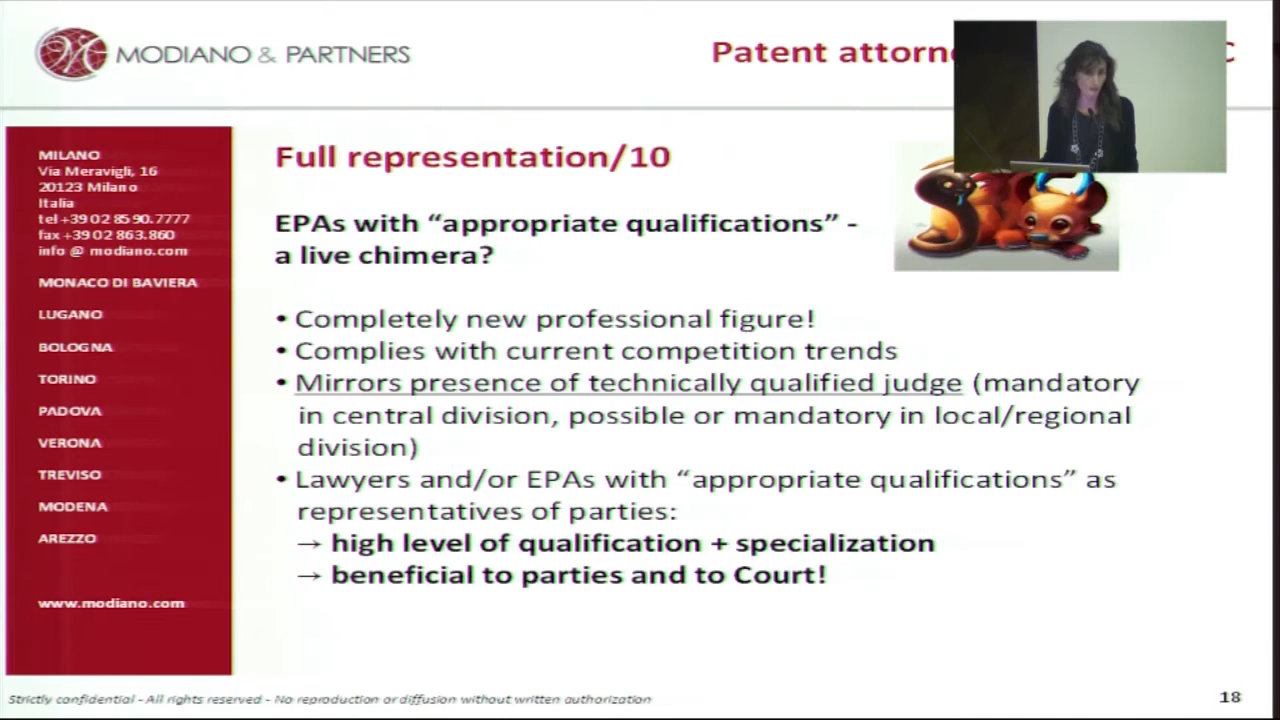 MODIANO & PARTNERS
Patent attorne C
MILANO
Via Meravigli, 16
20123 Milano
Italia
tel +39 02 85 90.7777
fax +39 02 863.860
info @ modiano.com
MONACO DI BAVIERA
LUGANO
BOLOGNA
TORINO
PADOVA
VERONA
TREVISO
MODENA
AREZZO
www.modiano.com
Full representation/10
EPAs with “appropriate qualifications” -
a live chimera?
• Completely new professional figure!
• Complies with current competition trends
• Mirrors presence of technically qualified judge (mandatory
in central division, possible or mandatory in local/regional
division)
• Lawyers and/or EPAs with “appropriate qualifications” as
representatives of parties:
→ high level of qualification + specialization
→ beneficial to parties and to Court!
Strictly confidential - All rights reserved - No reproduction or diffusion without written authorization
18